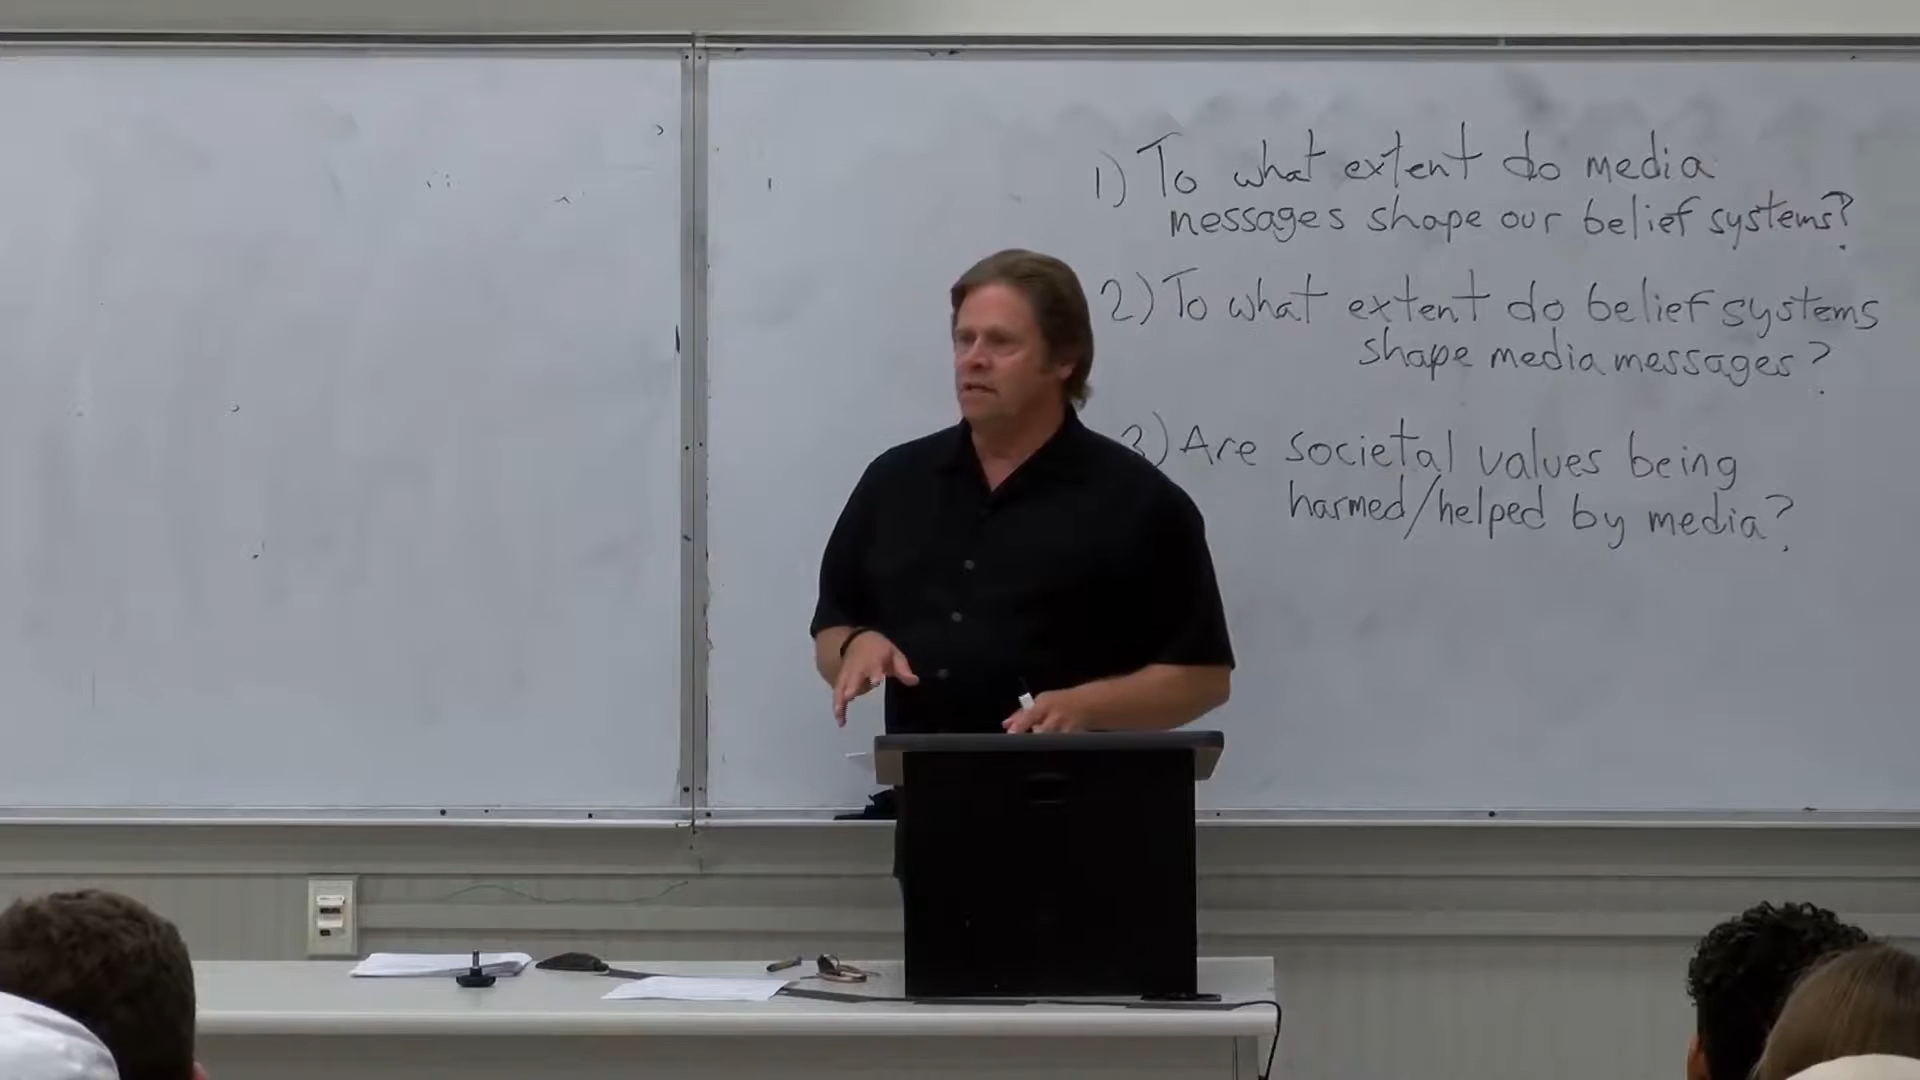 1) To what extent do media
messages shape our belief systems?
2) To what extent do belief systems
shape media messages?
3) Are societal values being
harmed/helped by media?